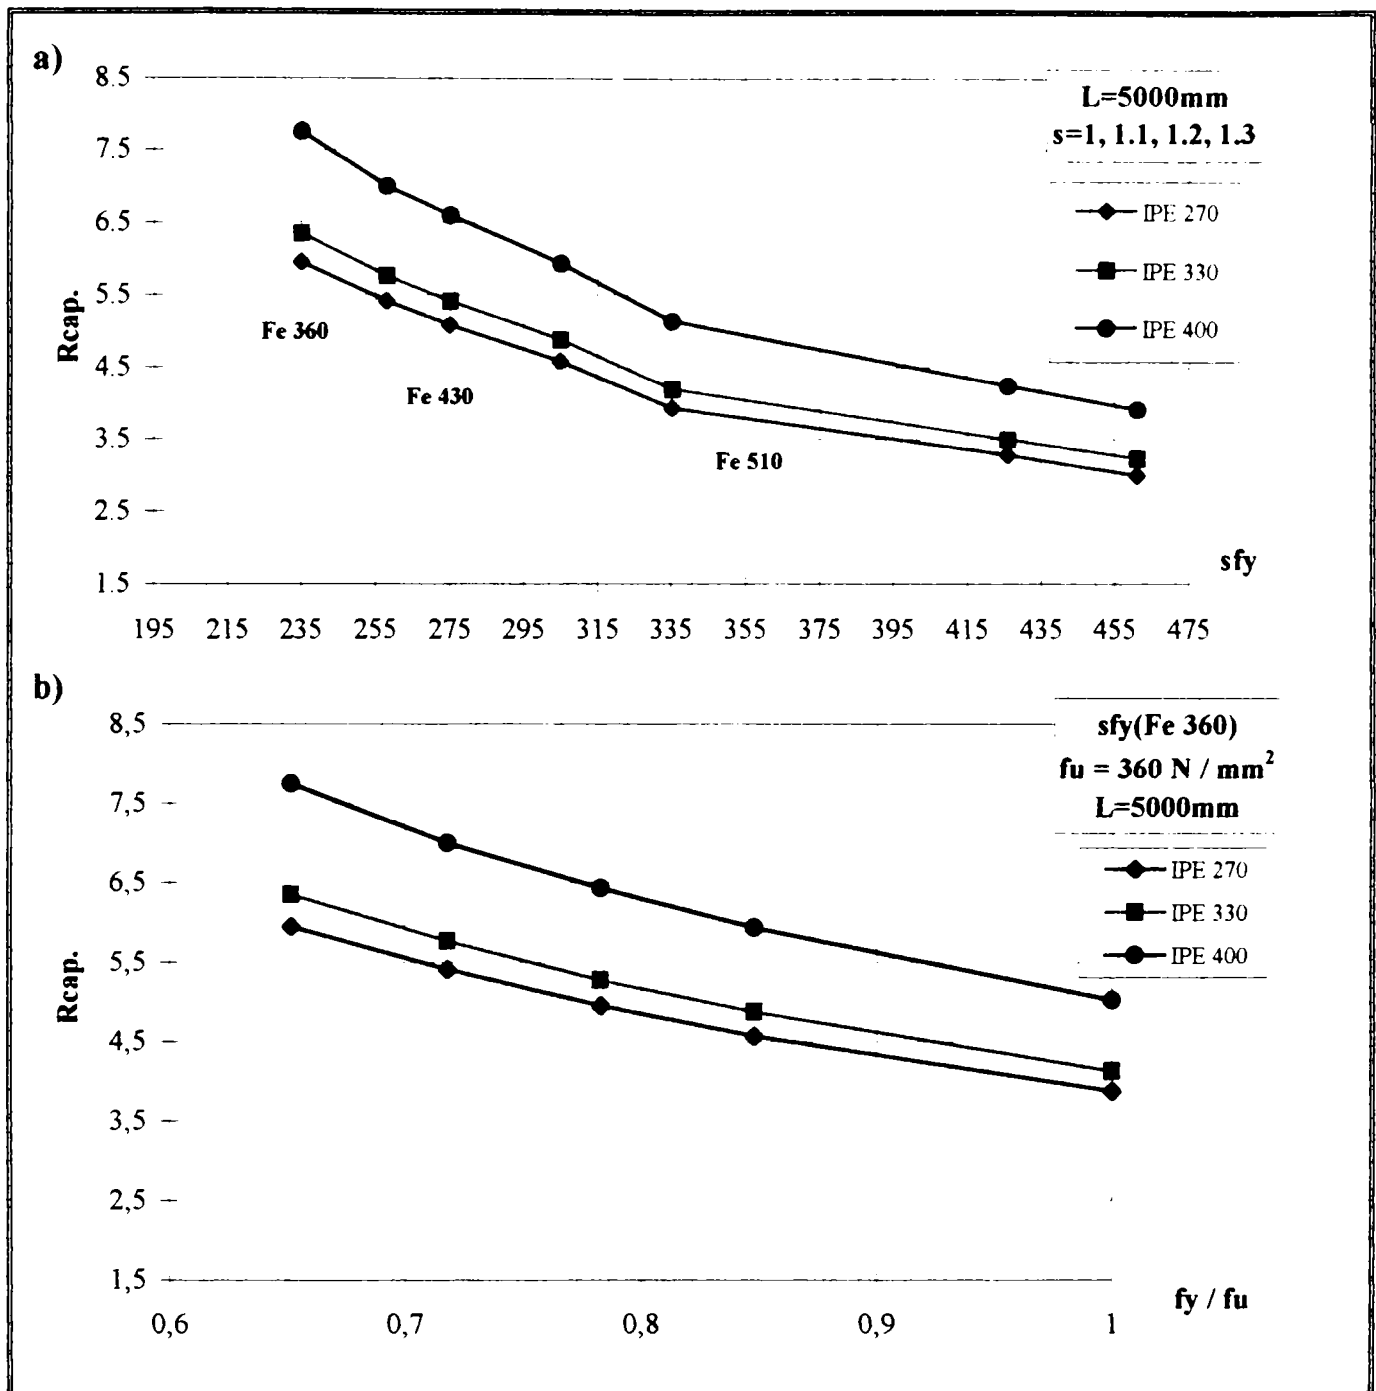 a)
8.5
7.5
6.5
5.5
4.5
3.5
2.5
1.5
Rcap.
L=5000mm
s=1, 1.1, 1.2, 1.3
IPE 270
IPE 330
IPE 400
Fe 360
Fe 430
Fe 510
sfy
195 215 235 255 275 295 315 335 355 375 395 415 435 455 475
b)
8,5
7,5
6,5
5,5
4,5
3,5
2,5
1,5
Rcap.
sfy(Fe 360)
fu = 360 N / mm²
L=5000mm
IPE 270
IPE 330
IPE 400
fy / fu
0,6 0,7 0,8 0,9 1